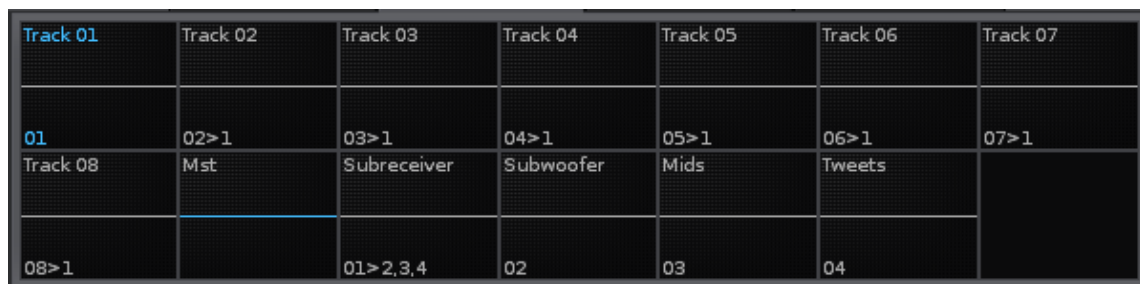 Track 01 Track 02 Track 03 Track 04 Track 05 Track 06 Track 07
01 02>1 03>1 04>1 05>1 06>1 07>1
Track 08 Mst Subreceiver Subwoofer Mids Tweets
08>1 01>2,3,4 02 03 04